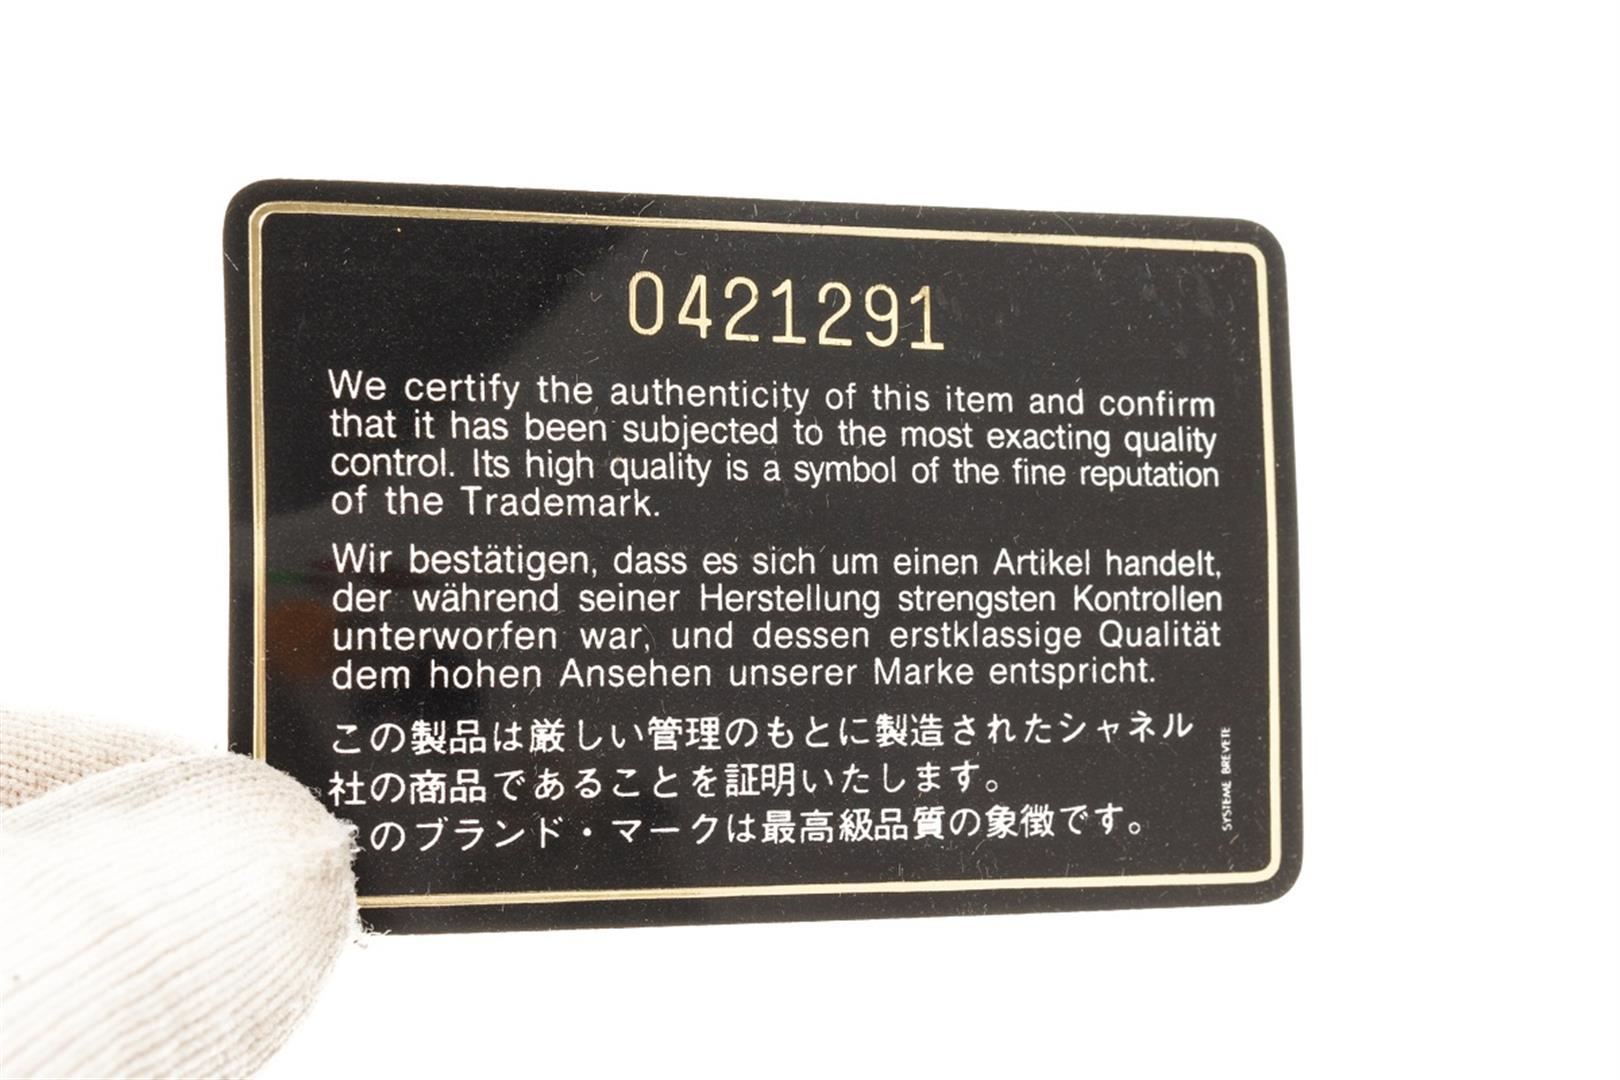 0421291
We certify the authenticity of this item and confirm
that it has been subjected to the most exacting quality
control. Its high quality is a symbol of the fine reputation
of the Trademark.
Wir bestätigen, dass es sich um einen Artikel handelt,
der während seiner Herstellung strengsten Kontrollen
unterworfen war, und dessen erstklassige Qualität
dem hohen Ansehen unserer Marke entspricht.
この製品は厳しい管理のもとに製造されたシャネル
社の商品であることを証明いたします。
このブランド・マークは最高級品質の象徴です。
SYSTEME BREVETE